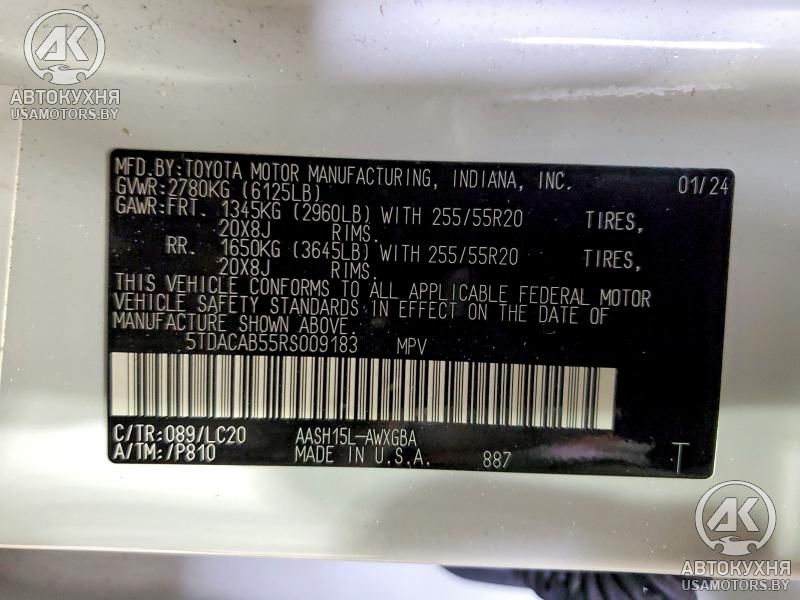 AK
АВТОКУХНЯ
USAMOTORS.BY
MFD.BY:TOYOTA MOTOR MANUFACTURING, INDIANA, INC. 01/24
GVWR:2780KG (6125LB)
GAWR:FRT. 1345KG (2960LB) WITH 255/55R20 TIRES,
20X8J RIMS.
RR. 1650KG (3645LB) WITH 255/55R20 TIRES,
20X8J RIMS.
THIS VEHICLE CONFORMS TO ALL APPLICABLE FEDERAL MOTOR
VEHICLE SAFETY STANDARDS IN EFFECT ON THE DATE OF
MANUFACTURE SHOWN ABOVE.
5TDACAB55RS009183 MPV
C/TR:089/LC20 AASH15L-AWXGBA
A/TM:/P810 MADE IN U.S.A. 887 T
AK
АВТОКУХНЯ
USAMOTORS.BY